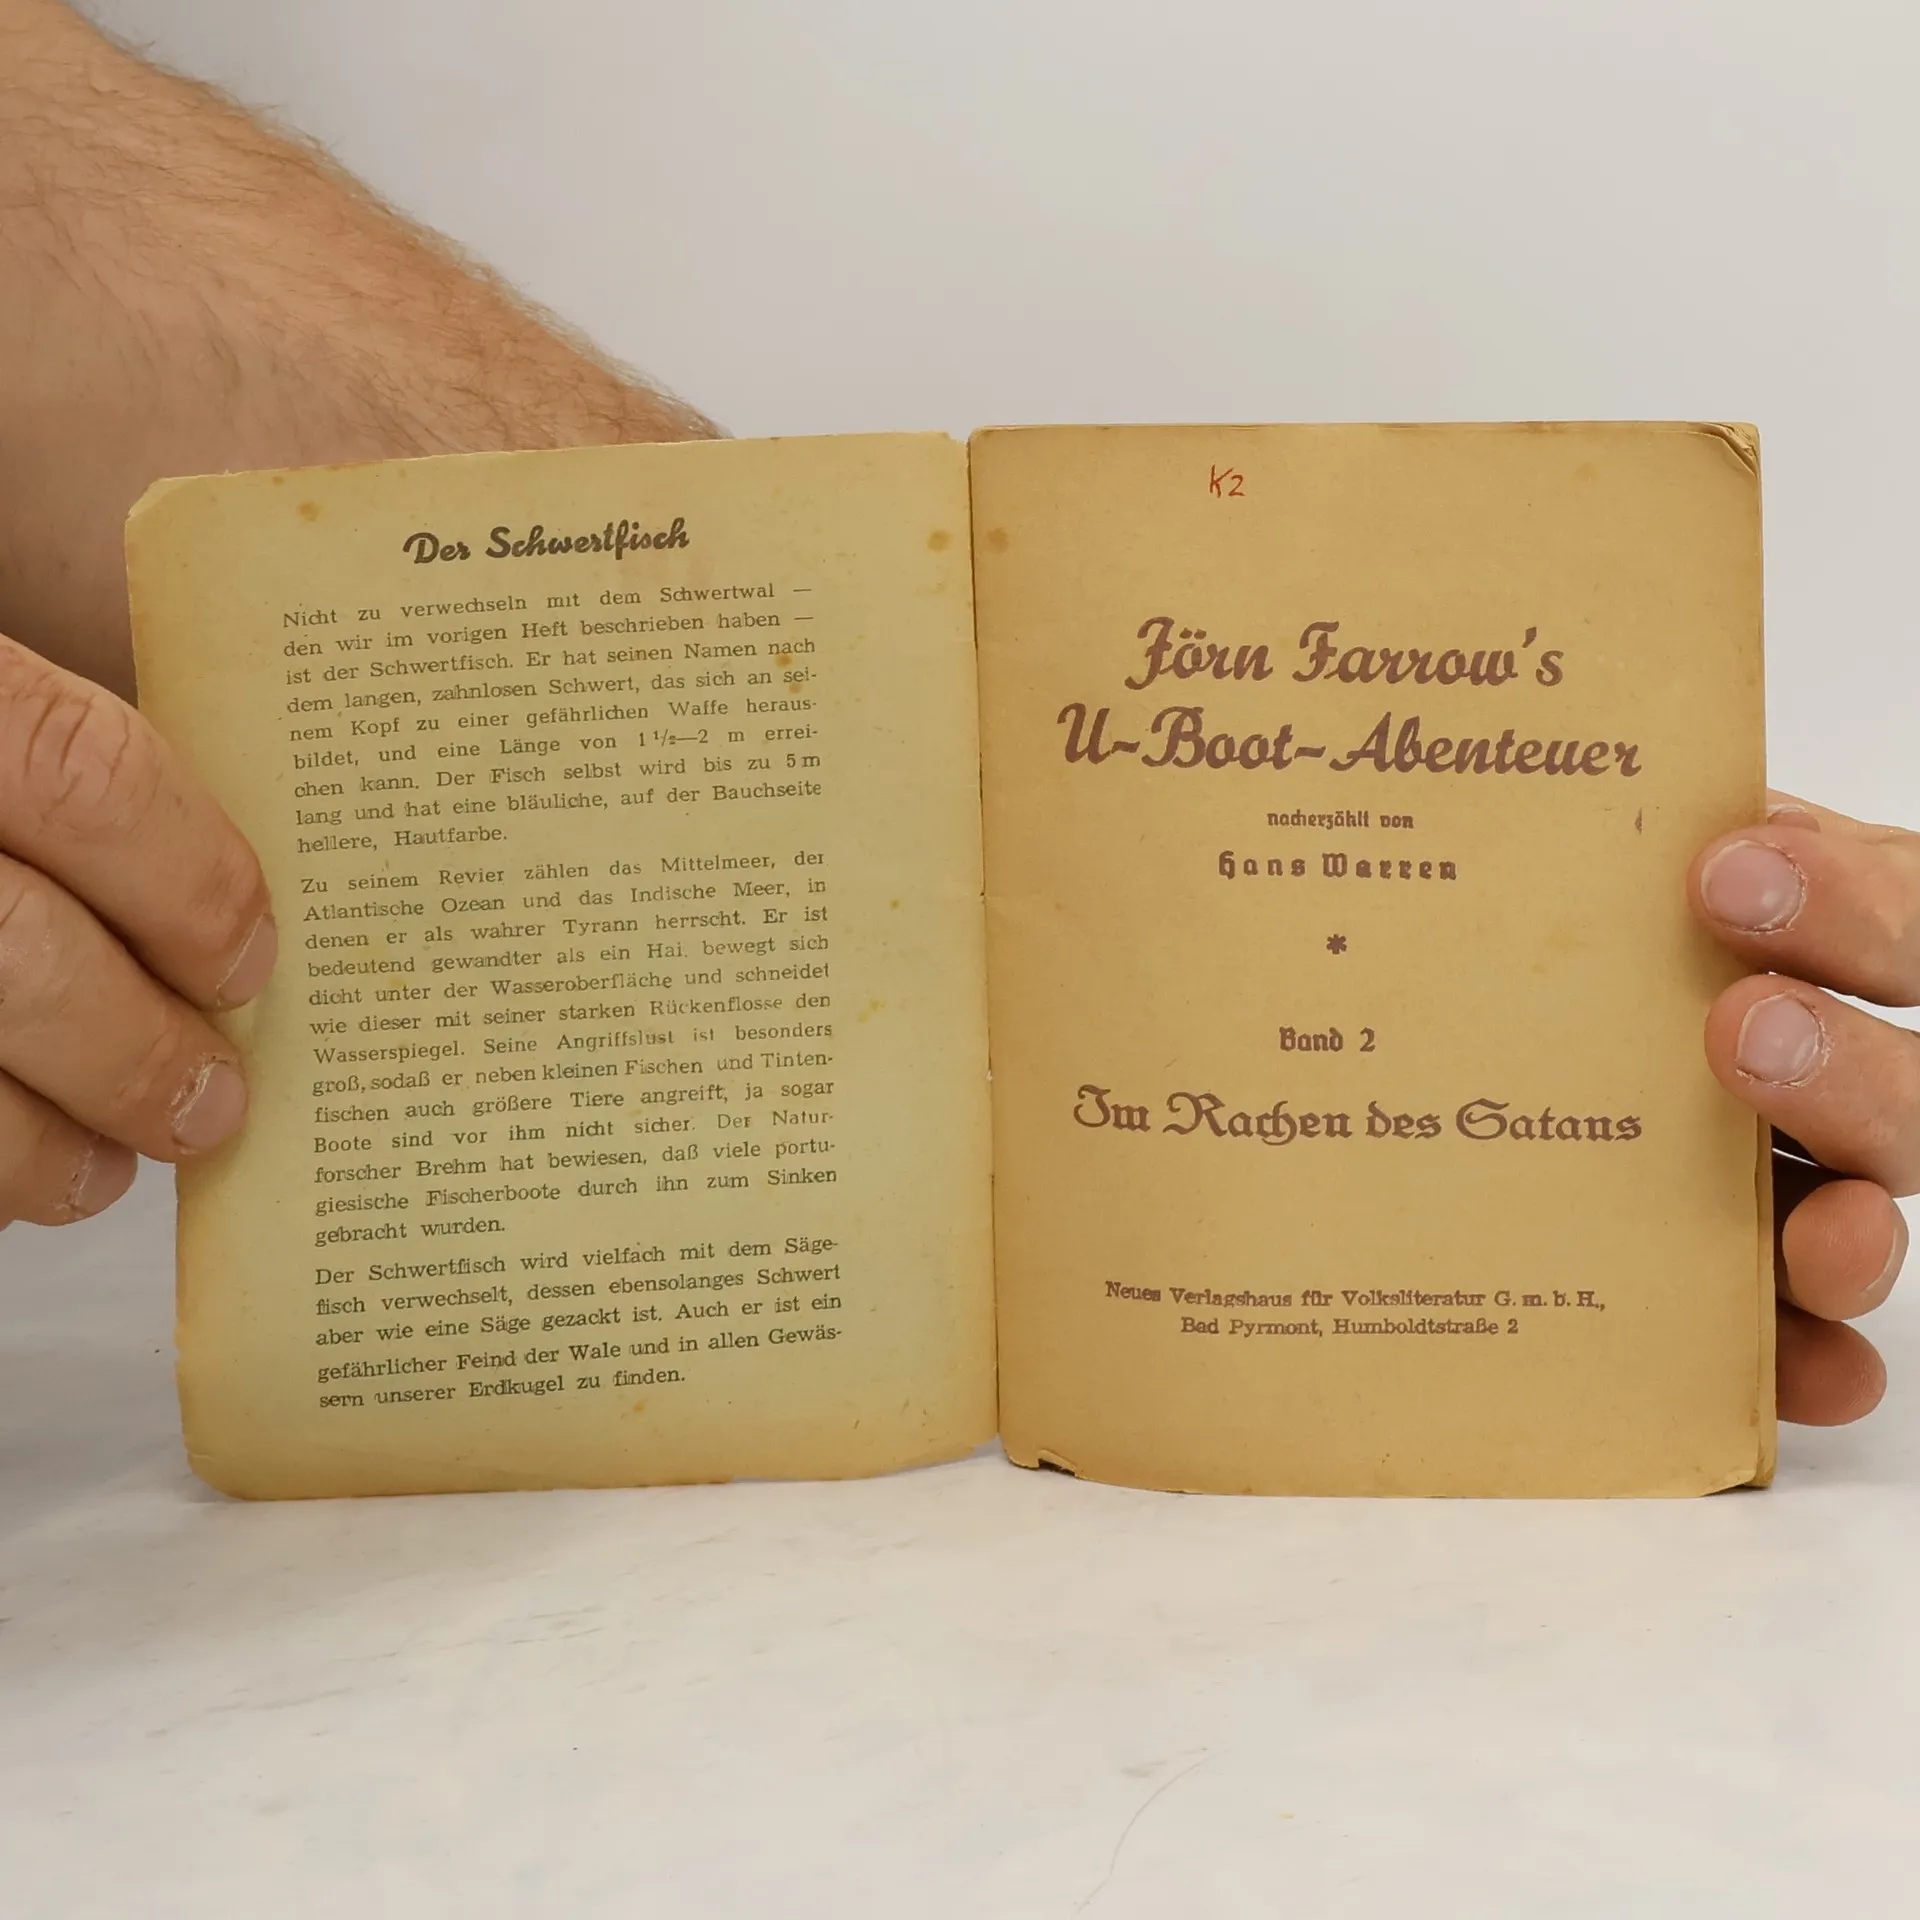 Der Schwertfisch
Nicht zu verwechseln mit dem Schwertwal —
den wir im vorigen Heft beschrieben haben —
ist der Schwertfisch. Er hat seinen Namen nach
dem langen, zahnlosen Schwert, das sich an sei-
nem Kopf zu einer gefährlichen Waffe heraus-
bildet, und eine Länge von 1 ¹/₂—2 m errei-
chen kann. Der Fisch selbst wird bis zu 5 m
lang und hat eine bläuliche, auf der Bauchseite
hellere, Hautfarbe.
Zu seinem Revier zählen das Mittelmeer, der
Atlantische Ozean und das Indische Meer, in
denen er als wahrer Tyrann herrscht. Er ist
bedeutend gewandter als ein Hai, bewegt sich
dicht unter der Wasseroberfläche und schneidet
wie dieser mit seiner starken Rückenflosse den
Wasserspiegel. Seine Angriffslust ist besonders
groß, sodaß er neben kleinen Fischen und Tinten-
fischen auch größere Tiere angreift, ja sogar
Boote sind vor ihm nicht sicher. Der Natur-
forscher Brehm hat bewiesen, daß viele portu-
giesische Fischerboote durch ihn zum Sinken
gebracht wurden.
Der Schwertfisch wird vielfach mit dem Säge-
fisch verwechselt, dessen ebensolanges Schwert
aber wie eine Säge gezackt ist. Auch er ist ein
gefährlicher Feind der Wale und in allen Gewäs-
sern unserer Erdkugel zu finden.
K2
Jörn Farrow's
U-Boot-Abenteuer
nacherzählt von
Hans Warren
*
Band 2
Im Rachen des Satans
Neues Verlagshaus für Volksliteratur G. m. b. H.,
Bad Pyrmont, Humboldtstraße 2